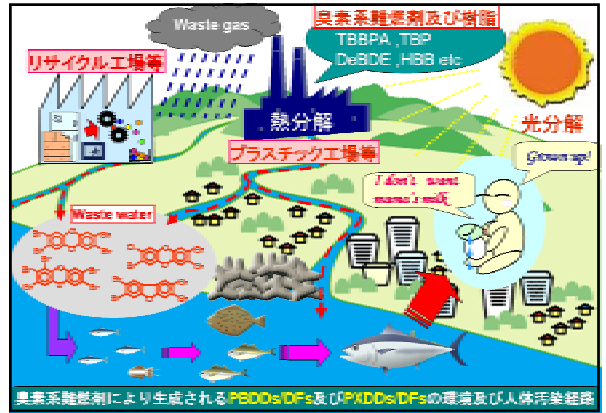 Waste gas
臭素系難燃剤及び樹脂
TBBPA ,TBP
DeBDE ,HBB etc
リサイクル工場等
熱分解
光分解
プラスチック工場等
Grown up!
I don't want
mama's milk.
Waste water
臭素系難燃剤により生成されるPBDDs/DFs及びPXDDs/DFsの環境及び人体汚染経路